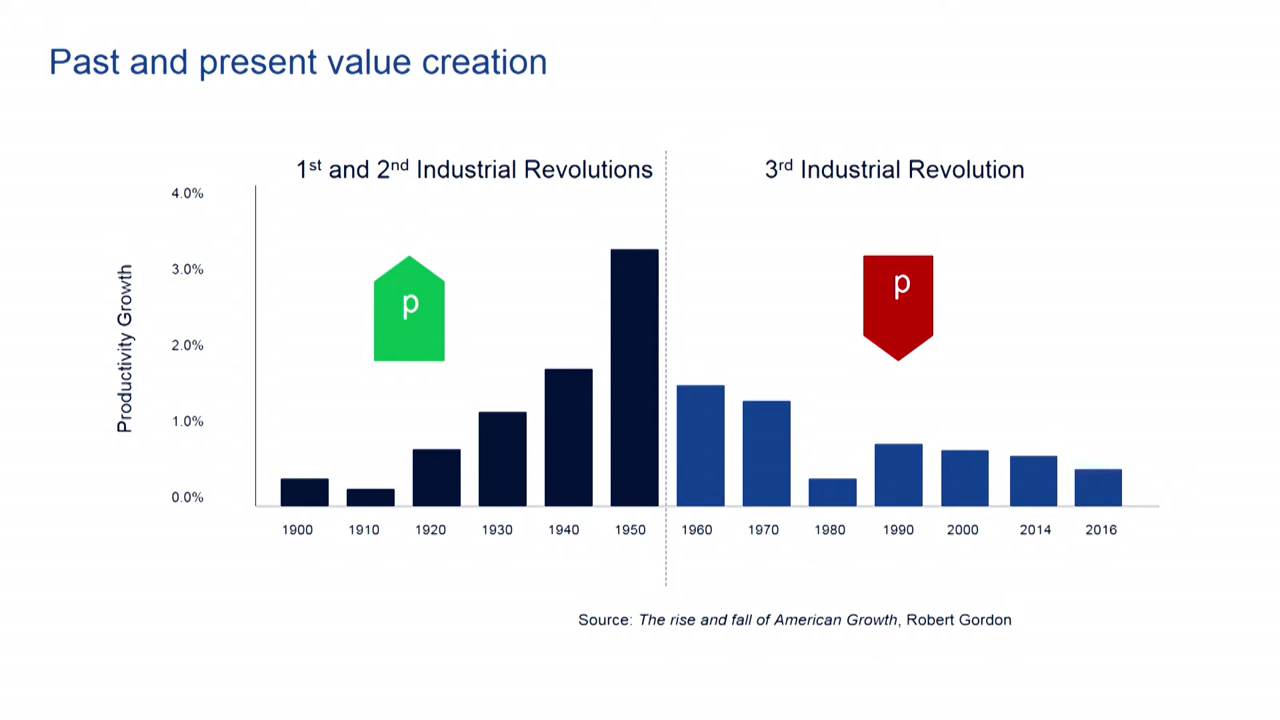 Past and present value creation
1st and 2nd Industrial Revolutions
3rd Industrial Revolution
4.0%
3.0%
2.0%
1.0%
0.0%
Productivity Growth
p
p
1900 1910 1920 1930 1940 1950 1960 1970 1980 1990 2000 2014 2016
Source: The rise and fall of American Growth, Robert Gordon